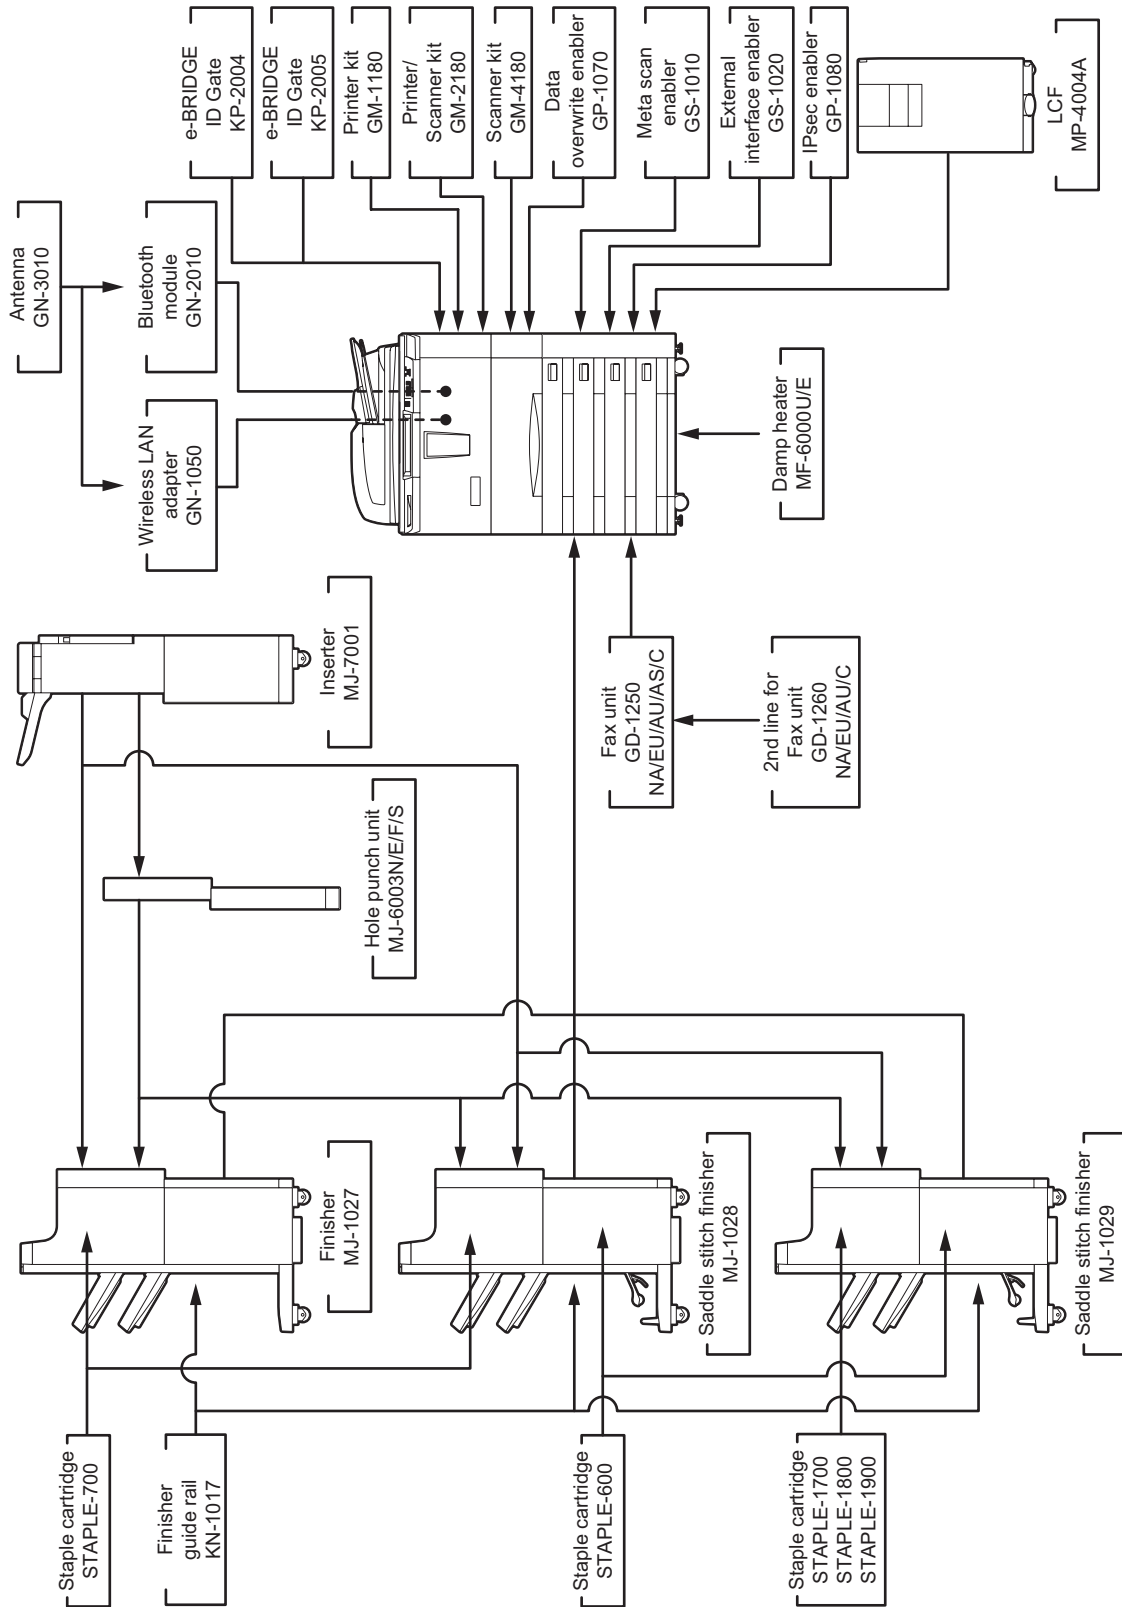 Staple cartridge
STAPLE-700
Finisher
guide rail
KN-1017
Staple cartridge
STAPLE-600
Staple cartridge
STAPLE-1700
STAPLE-1800
STAPLE-1900
Finisher
MJ-1027
Saddle stitch finisher
MJ-1028
Saddle stitch finisher
MJ-1029
Hole punch unit
MJ-6003N/E/F/S
Inserter
MJ-7001
Fax unit
GD-1250
NA/EU/AU/AS/C
2nd line for
Fax unit
GD-1260
NA/EU/AU/C
Wireless LAN
adapter
GN-1050
Antenna
GN-3010
Bluetooth
module
GN-2010
Damp heater
MF-6000U/E
e-BRIDGE
ID Gate
KP-2004
e-BRIDGE
ID Gate
KP-2005
Printer kit
GM-1180
Printer/
Scanner kit
GM-2180
Scanner kit
GM-4180
Data
overwrite enabler
GP-1070
Meta scan
enabler
GS-1010
External
interface enabler
GS-1020
IPsec enabler
GP-1080
LCF
MP-4004A